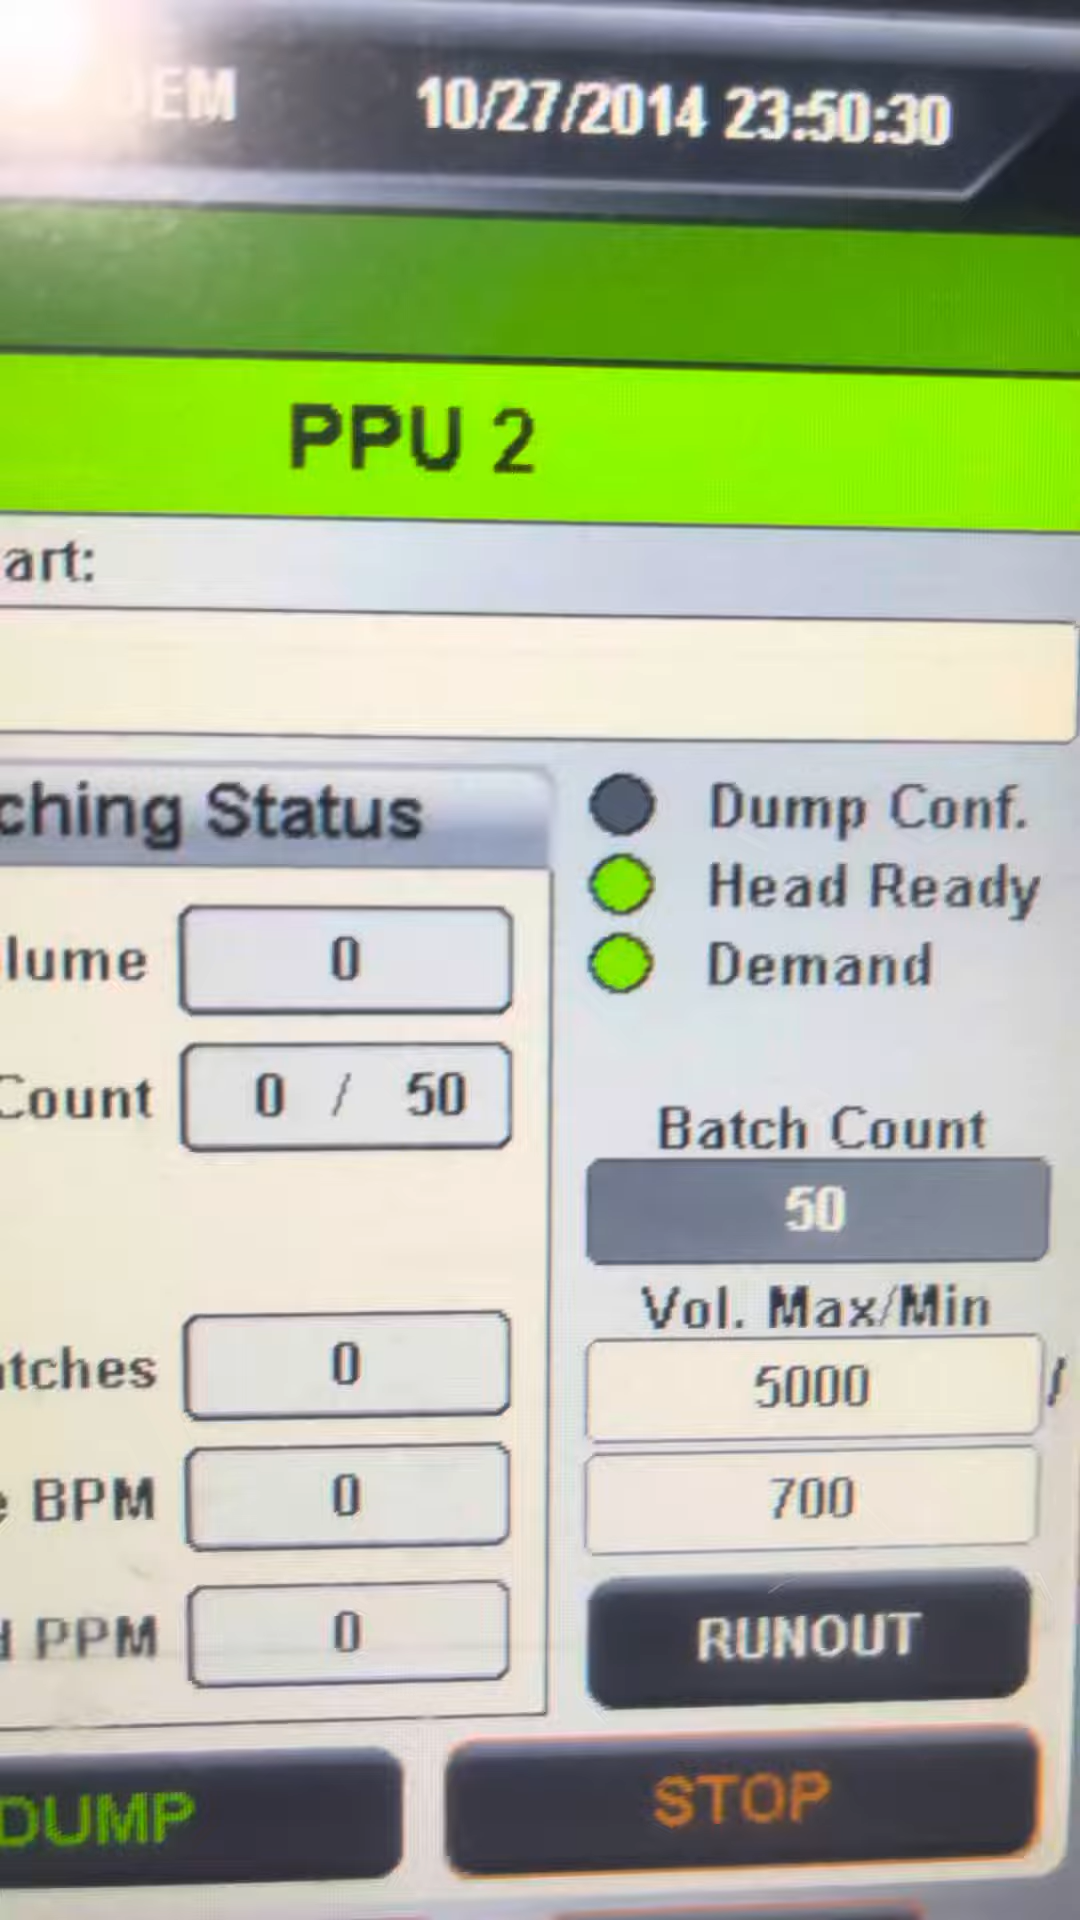 10/27/2014 23:50:30
PPU 2
art:
ching Status
Dump Conf.
Head Ready
Demand
lume 0
Count 0 / 50
Batch Count
50
Vol. Max/Min
5000 /
700
tches 0
BPM 0
PPM 0
RUNOUT
DUMP
STOP